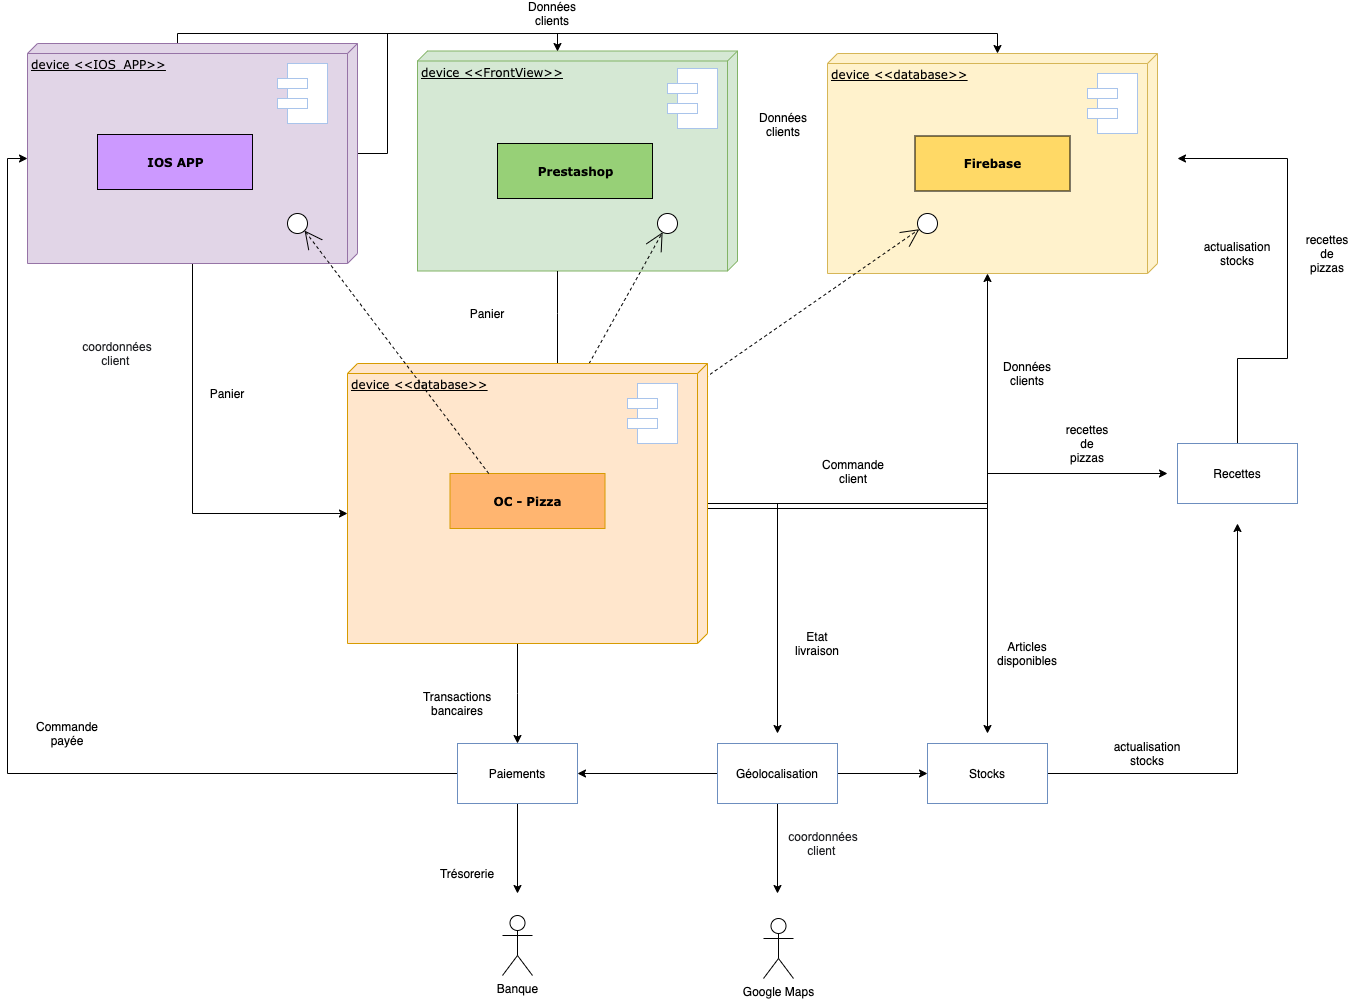 Données
clients
device <<IOS_APP>>
device <<FrontView>>
device <<database>>
Données
clients
IOS APP
Prestashop
Firebase
actualisation
stocks
recettes
de
pizzas
Panier
coordonnées
client
Données
clients
device <<database>>
Panier
recettes
de
pizzas
Commande
client
Recettes
OC - Pizza
Etat
livraison
Articles
disponibles
Transactions
bancaires
Commande
payée
actualisation
stocks
Paiements
Géolocalisation
Stocks
coordonnées
client
Trésorerie
Banque
Google Maps